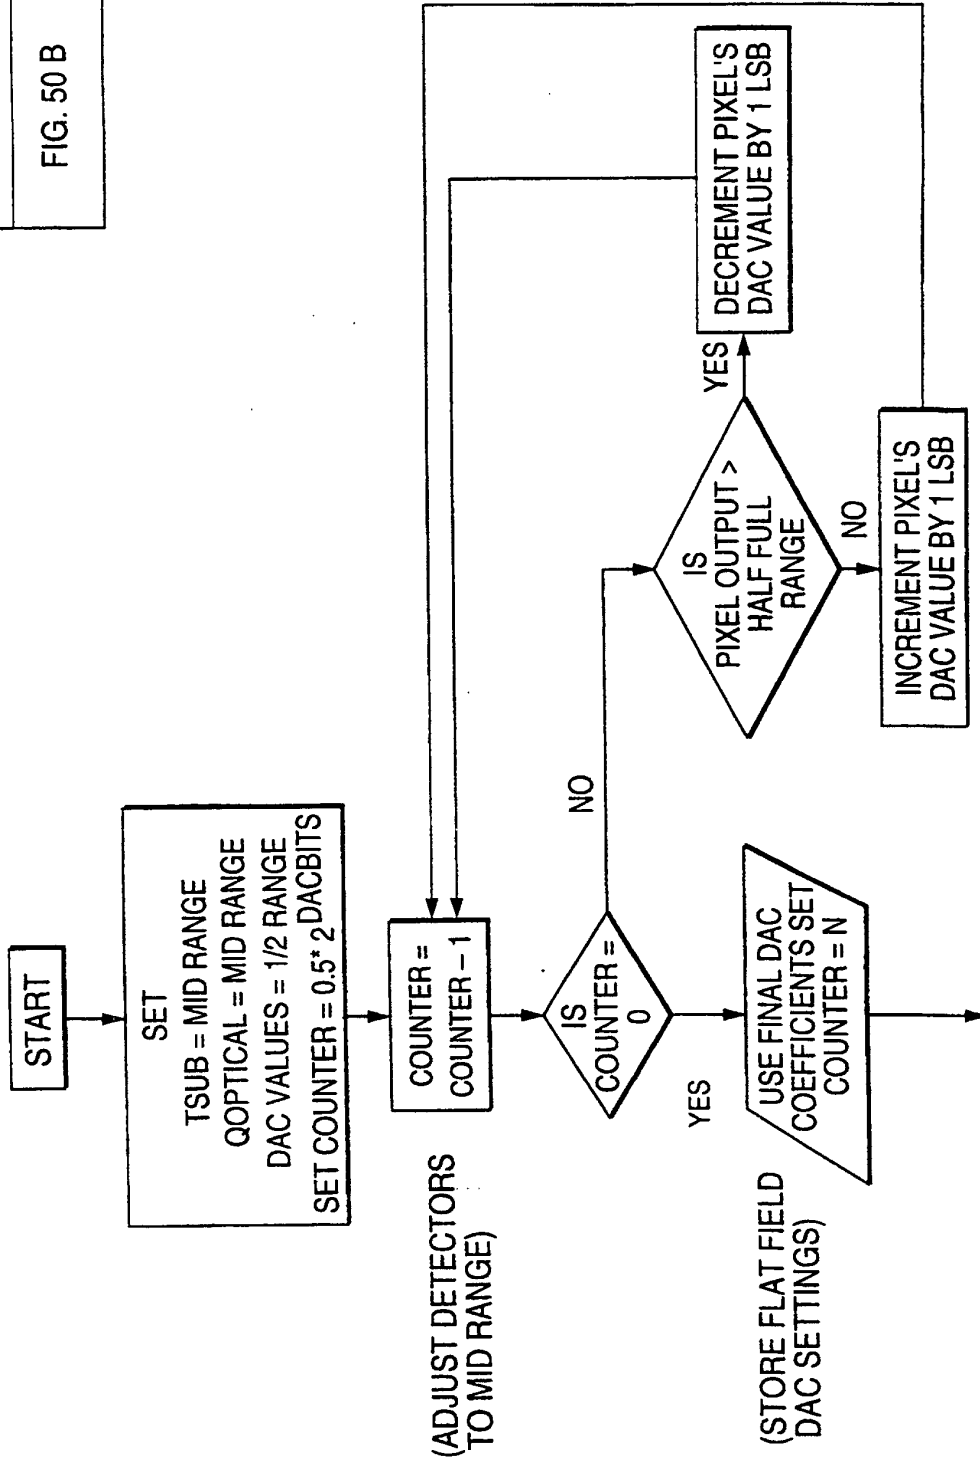 FIG. 50 B
START
SET
TSUB = MID RANGE
QOPTICAL = MID RANGE
DAC VALUES = 1/2 RANGE
SET COUNTER = 0.5* 2^DACBITS
(ADJUST DETECTORS
TO MID RANGE)
COUNTER =
COUNTER – 1
IS
COUNTER =
0
NO
YES
IS
PIXEL OUTPUT >
HALF FULL
RANGE
YES
DECREMENT PIXEL'S
DAC VALUE BY 1 LSB
NO
INCREMENT PIXEL'S
DAC VALUE BY 1 LSB
(STORE FLAT FIELD
DAC SETTINGS)
USE FINAL DAC
COEFFICIENTS SET
COUNTER = N